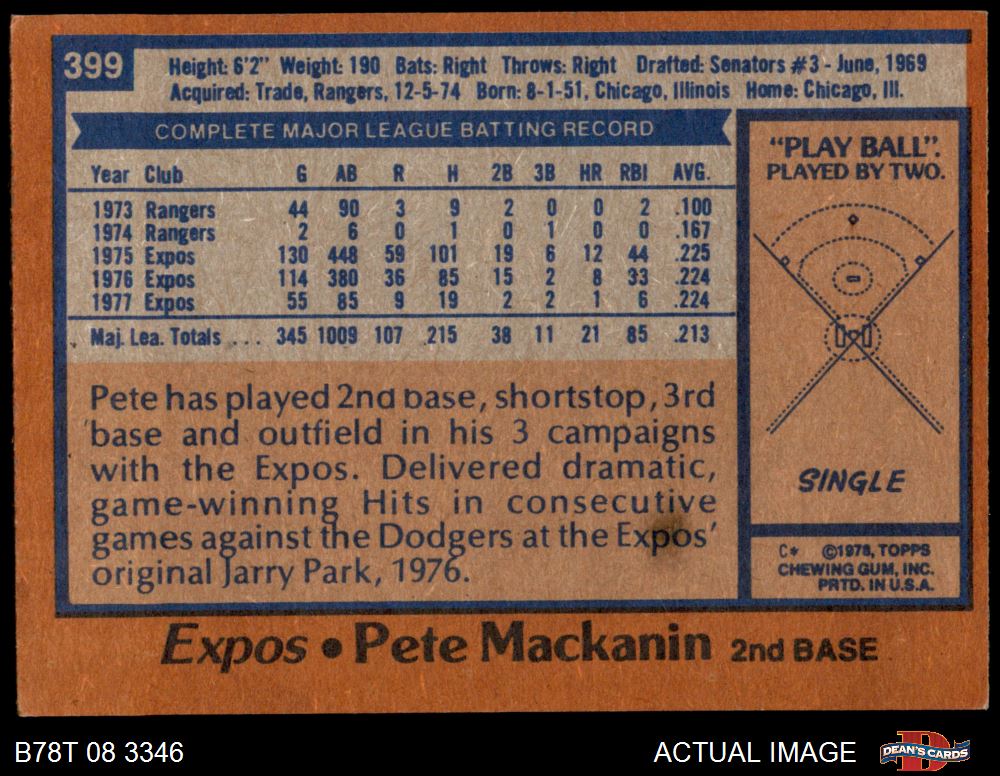 399
Height: 6'2" Weight: 190 Bats: Right Throws: Right Drafted: Senators #3 - June, 1969
Acquired: Trade, Rangers, 12-5-74 Born: 8-1-51, Chicago, Illinois Home: Chicago, Ill.
COMPLETE MAJOR LEAGUE BATTING RECORD
Year Club G AB R H 2B 3B HR RBI AVG.
1973 Rangers 44 90 3 9 2 0 0 2 .100
1974 Rangers 2 6 0 1 0 1 0 0 .167
1975 Expos 130 448 59 101 19 6 12 44 .225
1976 Expos 114 380 36 85 15 2 8 33 .224
1977 Expos 55 85 9 19 2 2 1 6 .224
Maj. Lea. Totals ... 345 1009 107 215 38 11 21 85 .213
Pete has played 2nd base, shortstop, 3rd
base and outfield in his 3 campaigns
with the Expos. Delivered dramatic,
game-winning Hits in consecutive
games against the Dodgers at the Expos'
original Jarry Park, 1976.
"PLAY BALL".
PLAYED BY TWO.
SINGLE
C* ©1978, TOPPS
CHEWING GUM, INC.
PRTD. IN U.S.A.
Expos • Pete Mackanin 2nd BASE
B78T 08 3346
ACTUAL IMAGE
D
DEAN'S CARDS